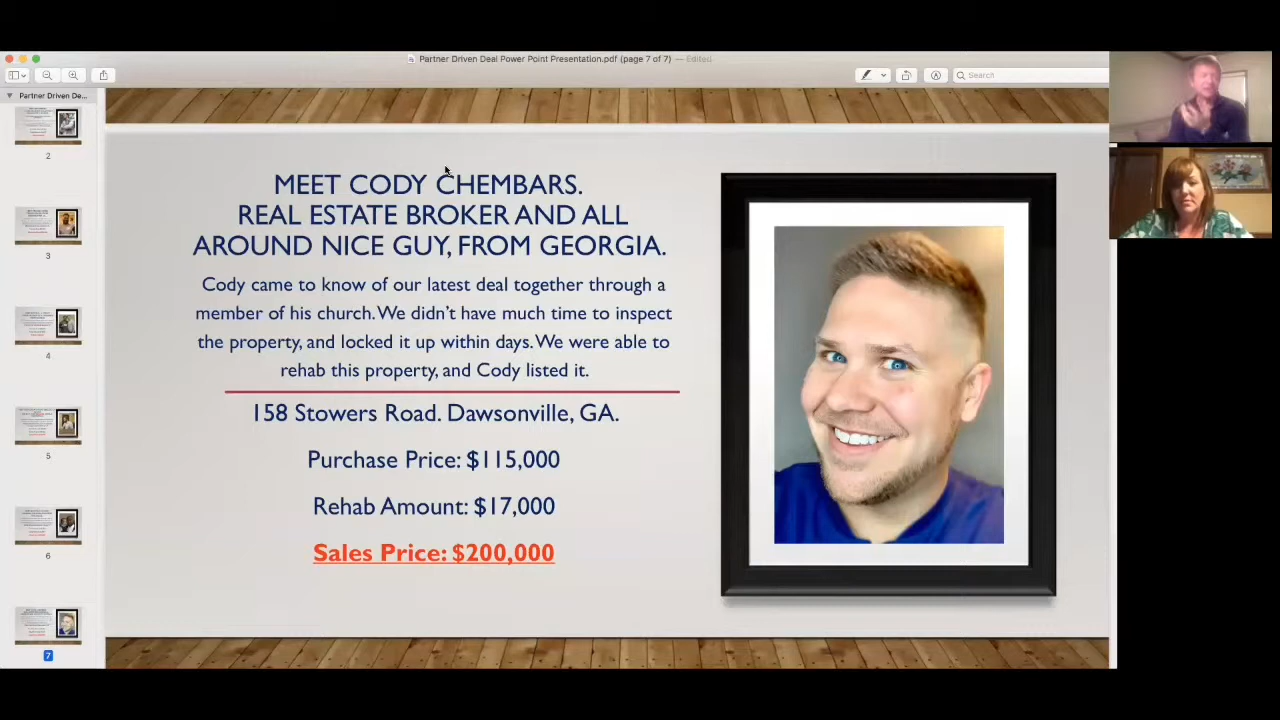 Partner Driven Deal Power Point Presentation.pdf (page 7 of 7) — Edited
Search
Partner Driven De...
2
3
4
5
6
7
MEET CODY CHEMBARS.
REAL ESTATE BROKER AND ALL
AROUND NICE GUY, FROM GEORGIA.
Cody came to know of our latest deal together through a
member of his church. We didn't have much time to inspect
the property, and locked it up within days. We were able to
rehab this property, and Cody listed it.
158 Stowers Road. Dawsonville, GA.
Purchase Price: $115,000
Rehab Amount: $17,000
Sales Price: $200,000